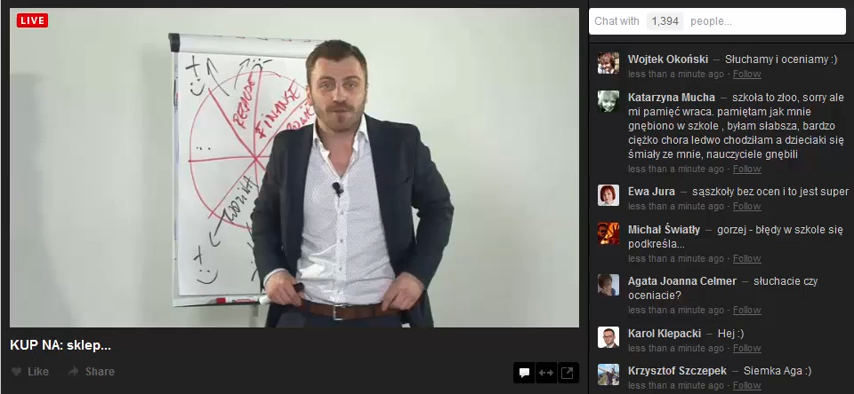 LIVE
FINANSE
KUP NA: sklep...
Like
Share
Chat with 1,394 people...
Wojtek Okoński – Słuchamy i oceniamy :)
less than a minute ago · Follow
Katarzyna Mucha – szkoła to złoo, sorry ale
mi pamięć wraca. pamiętam jak mnie
gnębiono w szkole , byłam słabsza, bardzo
ciężko chora ledwo chodziłam a dzieciaki się
śmiały ze mnie, nauczyciele gnębili
less than a minute ago · Follow
Ewa Jura – sąszkoły bez ocen i to jest super
less than a minute ago · Follow
Michał Światły – gorzej - błędy w szkole się
podkreśla...
less than a minute ago · Follow
Agata Joanna Celmer – słuchacie czy
oceniacie?
less than a minute ago · Follow
Karol Klepacki – Hej :)
less than a minute ago · Follow
Krzysztof Szczepek – Siemka Aga :)
less than a minute ago · Follow